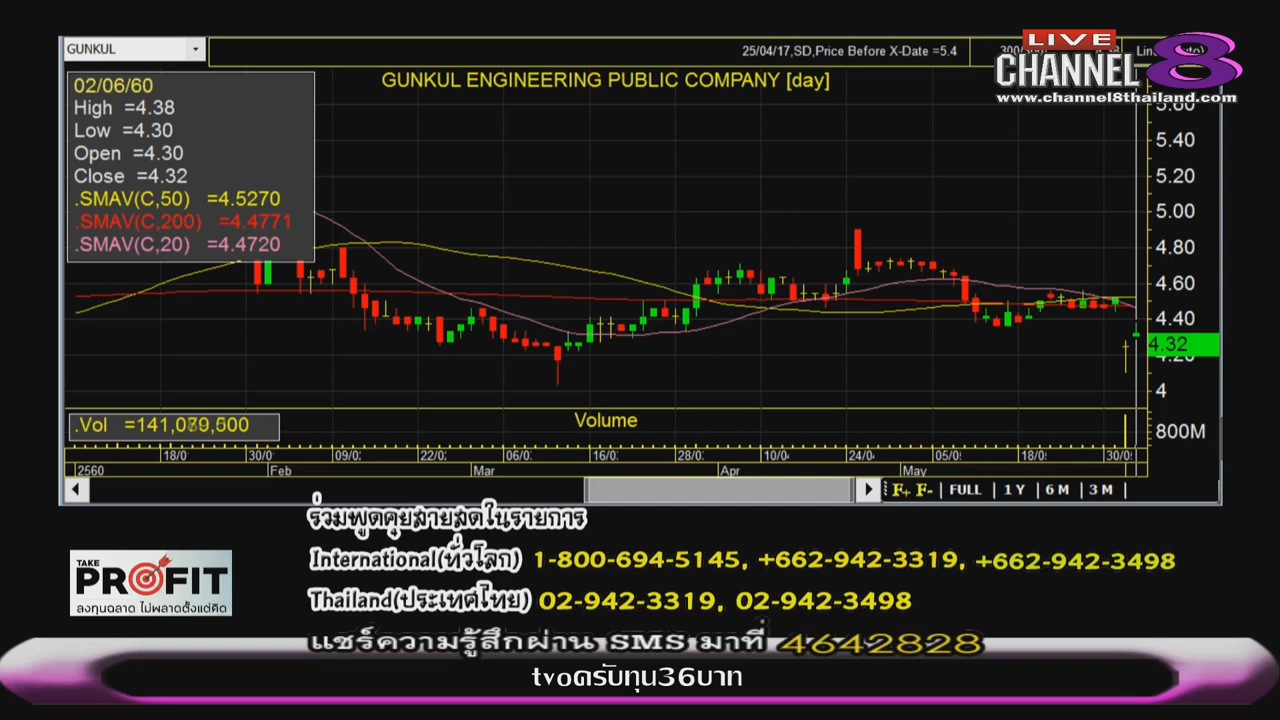 GUNKUL
25/04/17,SD,Price Before X-Date =5.4
LIVE
CHANNEL 8
www.channel8thailand.com
GUNKUL ENGINEERING PUBLIC COMPANY [day]
02/06/60
High =4.38
Low =4.30
Open =4.30
Close =4.32
.SMAV(C,50) =4.5270
.SMAV(C,200) =4.4771
.SMAV(C,20) =4.4720
5.60
5.40
5.20
5.00
4.80
4.60
4.40
4.32
4.20
4
.Vol =141,079,500
Volume
800M
18/0 30/0 09/0 22/0 06/0 16/0 28/0 10/0 24/0 05/0 18/0 30/0
2560 Feb Mar Apr May
F+ F- FULL 1 Y 6 M 3 M
ร่วมพูดคุยสายสดในรายการ
International(ทั่วโลก) 1-800-694-5145, +662-942-3319, +662-942-3498
TAKE
PROFIT
ลงทุนฉลาด ไม่พลาดตั้งแต่คิด
Thailand(ประเทศไทย) 02-942-3319, 02-942-3498
แชร์ความรู้สึกผ่าน SMS มาที่ 4642828
tvoครับทุน36บาท